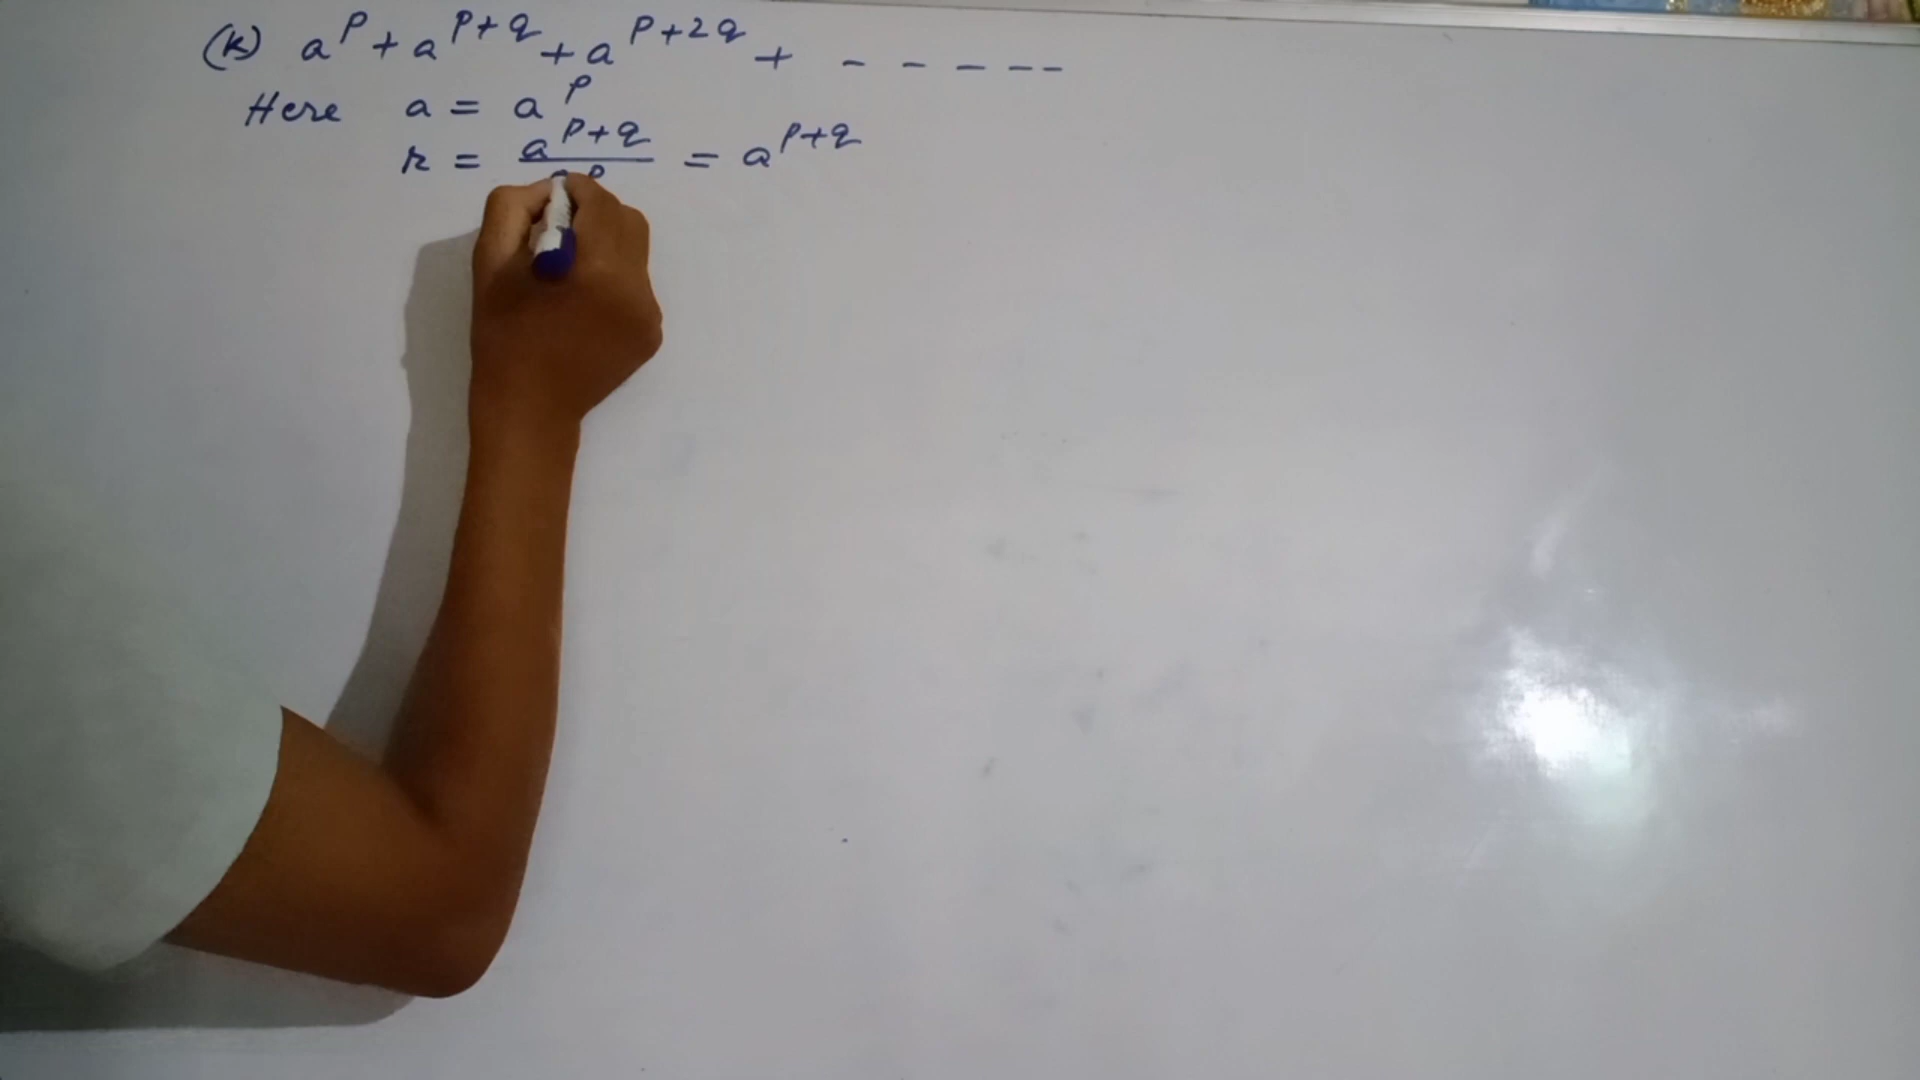 (K) a^p + a^{p+q} + a^{p+2q} + - - - - -
Here a = a^p
r = a^{p+q} / a^p = a^{p+q}